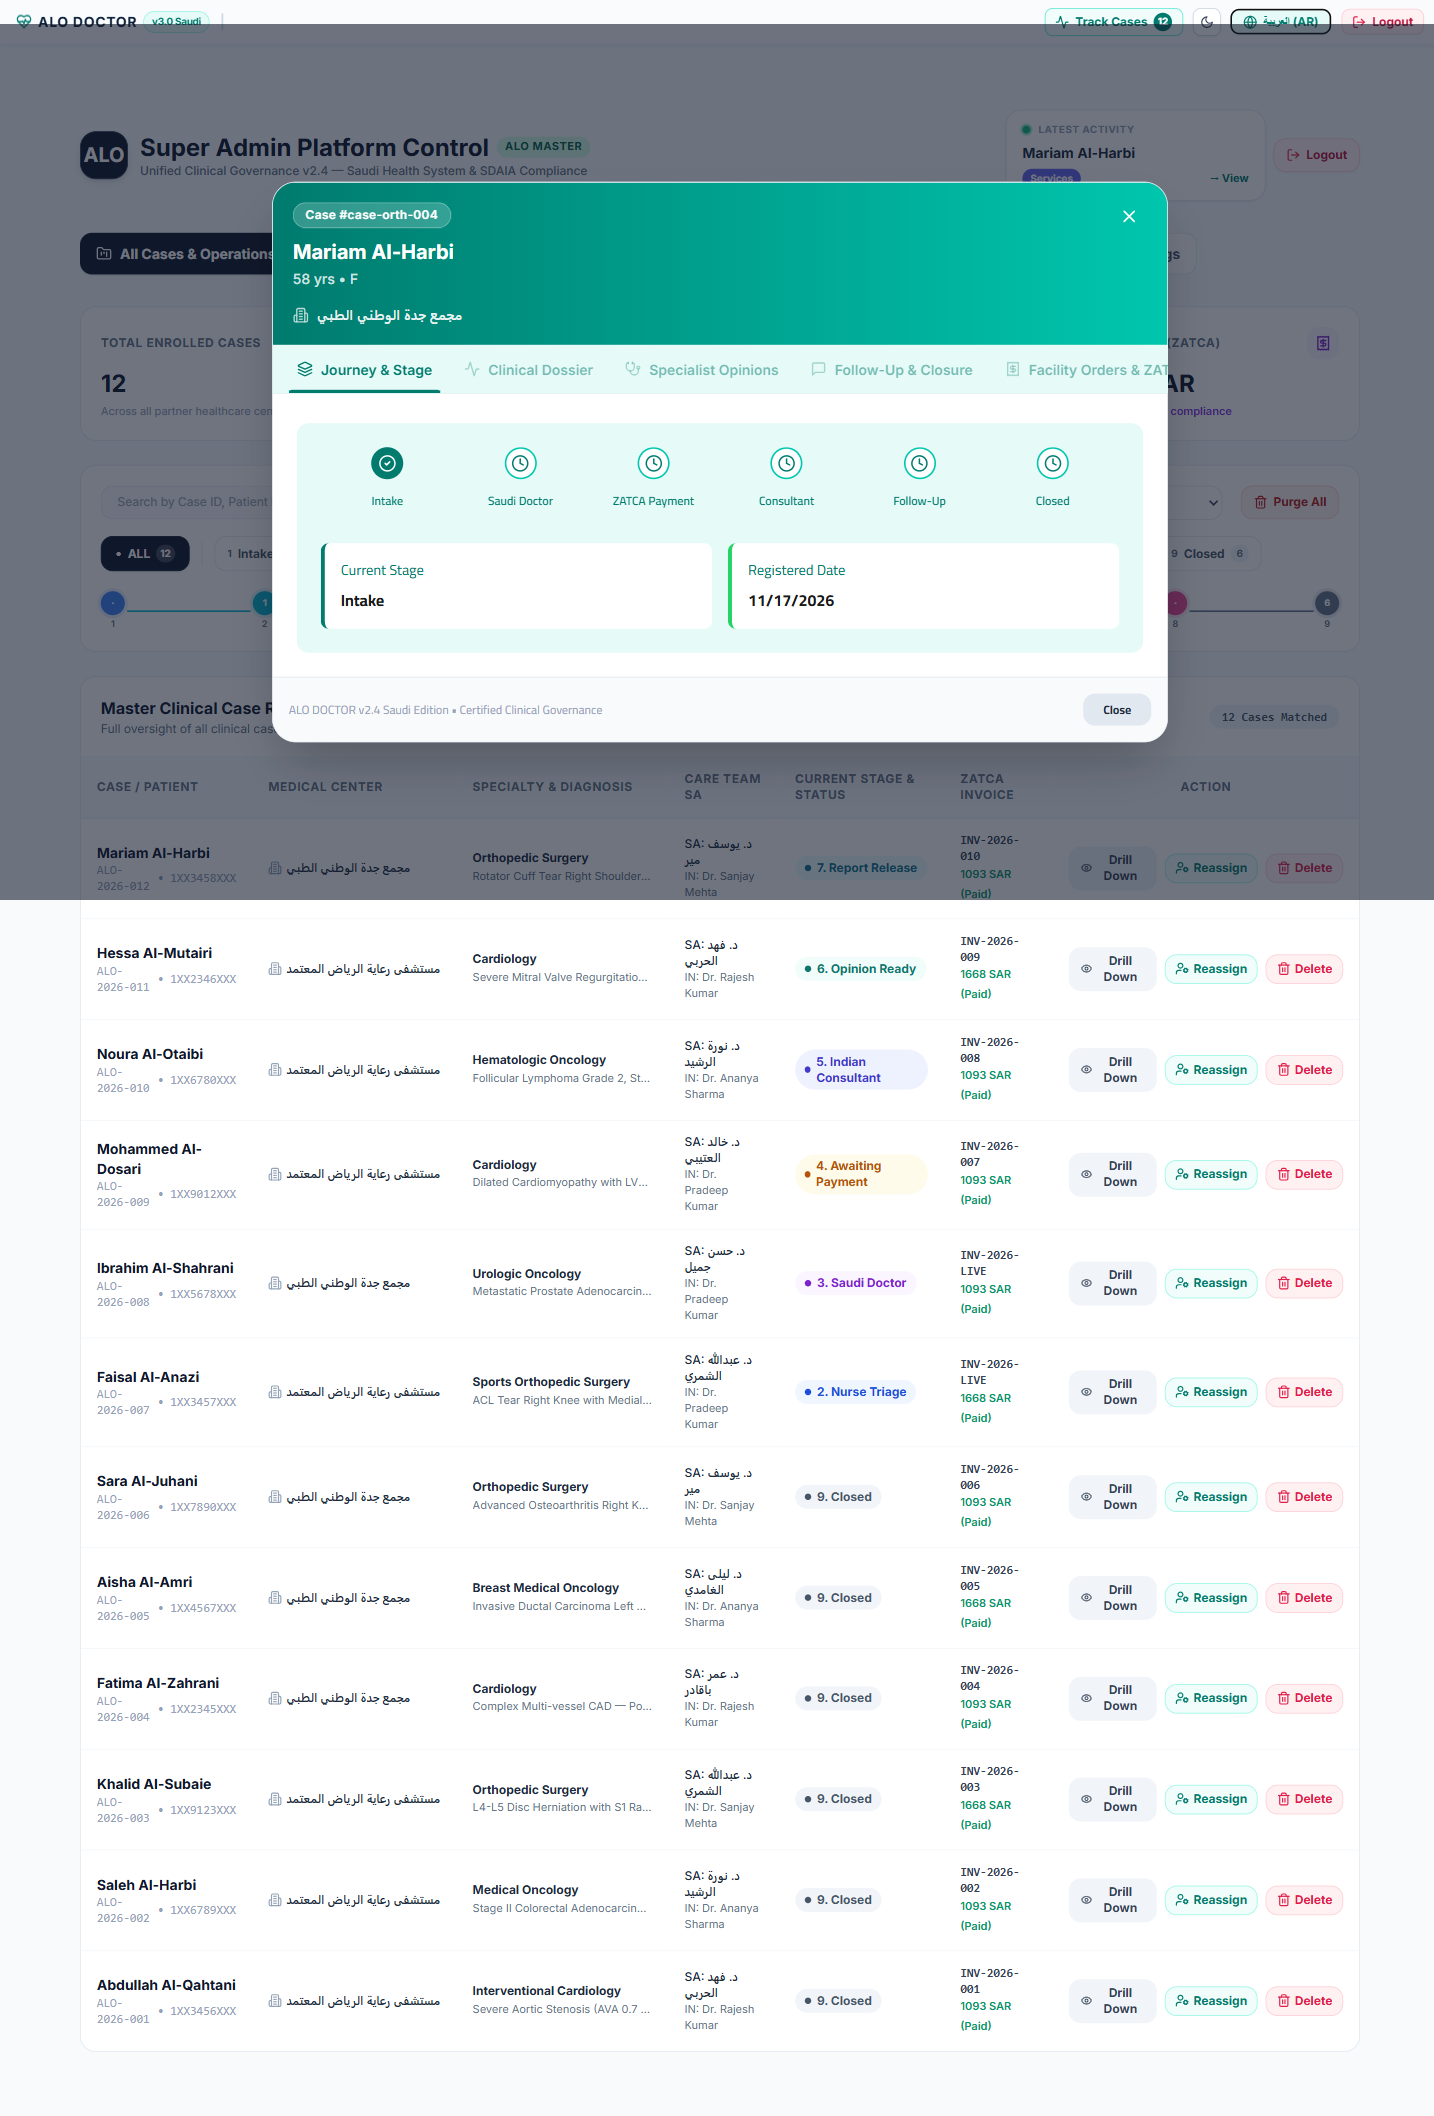 ALO DOCTOR v3.0 Saudi
Track Cases 12
العربية (AR)
Logout
ALO
Super Admin Platform Control ALO MASTER
Unified Clinical Governance v2.4 — Saudi Health System & SDAIA Compliance
LATEST ACTIVITY
Mariam Al-Harbi
Services → View
Logout
All Cases & Operations
gs
TOTAL ENROLLED CASES
12
Across all partner healthcare cen
(ZATCA)
AR
compliance
Search by Case ID, Patient
Purge All
• ALL 12
1 Intake
9 Closed 6
1
1
2
8
6
9
Case #case-orth-004
Mariam Al-Harbi
58 yrs • F
مجمع جدة الوطني الطبي
Journey & Stage
Clinical Dossier
Specialist Opinions
Follow-Up & Closure
Facility Orders & ZAT
Intake
Saudi Doctor
ZATCA Payment
Consultant
Follow-Up
Closed
Current Stage
Intake
Registered Date
11/17/2026
ALO DOCTOR v2.4 Saudi Edition • Certified Clinical Governance
Close
Master Clinical Case R
Full oversight of all clinical cas
12 Cases Matched
CASE / PATIENT
MEDICAL CENTER
SPECIALTY & DIAGNOSIS
CARE TEAM
SA
CURRENT STAGE &
STATUS
ZATCA
INVOICE
ACTION
Mariam Al-Harbi
ALO-
2026-012 • 1XX3458XXX
مجمع جدة الوطني الطبي
Orthopedic Surgery
Rotator Cuff Tear Right Shoulder...
SA: د. يوسف
مير
IN: Dr. Sanjay
Mehta
7. Report Release
INV-2026-
010
1093 SAR
(Paid)
Drill
Down
Reassign
Delete
Hessa Al-Mutairi
ALO-
2026-011 • 1XX2346XXX
مستشفى رعاية الرياض المعتمد
Cardiology
Severe Mitral Valve Regurgitatio...
SA: د. فهد
الحربي
IN: Dr. Rajesh
Kumar
6. Opinion Ready
INV-2026-
009
1668 SAR
(Paid)
Drill
Down
Reassign
Delete
Noura Al-Otaibi
ALO-
2026-010 • 1XX6780XXX
مستشفى رعاية الرياض المعتمد
Hematologic Oncology
Follicular Lymphoma Grade 2, St...
SA: د. نورة
الرشيد
IN: Dr. Ananya
Sharma
5. Indian
Consultant
INV-2026-
008
1093 SAR
(Paid)
Drill
Down
Reassign
Delete
Mohammed Al-
Dosari
ALO-
2026-009 • 1XX9012XXX
مستشفى رعاية الرياض المعتمد
Cardiology
Dilated Cardiomyopathy with LV...
SA: د. خالد
العتيبي
IN: Dr.
Pradeep
Kumar
4. Awaiting
Payment
INV-2026-
007
1093 SAR
(Paid)
Drill
Down
Reassign
Delete
Ibrahim Al-Shahrani
ALO-
2026-008 • 1XX5678XXX
مجمع جدة الوطني الطبي
Urologic Oncology
Metastatic Prostate Adenocarcin...
SA: د. حسن
جميل
IN: Dr.
Pradeep
Kumar
3. Saudi Doctor
INV-2026-
LIVE
1093 SAR
(Paid)
Drill
Down
Reassign
Delete
Faisal Al-Anazi
ALO-
2026-007 • 1XX3457XXX
مستشفى رعاية الرياض المعتمد
Sports Orthopedic Surgery
ACL Tear Right Knee with Medial...
SA: د. عبدالله
الشمري
IN: Dr.
Pradeep
Kumar
2. Nurse Triage
INV-2026-
LIVE
1668 SAR
(Paid)
Drill
Down
Reassign
Delete
Sara Al-Juhani
ALO-
2026-006 • 1XX7890XXX
مجمع جدة الوطني الطبي
Orthopedic Surgery
Advanced Osteoarthritis Right K...
SA: د. يوسف
مير
IN: Dr. Sanjay
Mehta
9. Closed
INV-2026-
006
1093 SAR
(Paid)
Drill
Down
Reassign
Delete
Aisha Al-Amri
ALO-
2026-005 • 1XX4567XXX
مجمع جدة الوطني الطبي
Breast Medical Oncology
Invasive Ductal Carcinoma Left ...
SA: د. ليلى
الغامدي
IN: Dr. Ananya
Sharma
9. Closed
INV-2026-
005
1668 SAR
(Paid)
Drill
Down
Reassign
Delete
Fatima Al-Zahrani
ALO-
2026-004 • 1XX2345XXX
مجمع جدة الوطني الطبي
Cardiology
Complex Multi-vessel CAD — Po...
SA: د. عمر
باقادر
IN: Dr. Rajesh
Kumar
9. Closed
INV-2026-
004
1093 SAR
(Paid)
Drill
Down
Reassign
Delete
Khalid Al-Subaie
ALO-
2026-003 • 1XX9123XXX
مستشفى رعاية الرياض المعتمد
Orthopedic Surgery
L4-L5 Disc Herniation with S1 Ra...
SA: د. عبدالله
الشمري
IN: Dr. Sanjay
Mehta
9. Closed
INV-2026-
003
1668 SAR
(Paid)
Drill
Down
Reassign
Delete
Saleh Al-Harbi
ALO-
2026-002 • 1XX6789XXX
مستشفى رعاية الرياض المعتمد
Medical Oncology
Stage II Colorectal Adenocarcin...
SA: د. نورة
الرشيد
IN: Dr. Ananya
Sharma
9. Closed
INV-2026-
002
1093 SAR
(Paid)
Drill
Down
Reassign
Delete
Abdullah Al-Qahtani
ALO-
2026-001 • 1XX3456XXX
مستشفى رعاية الرياض المعتمد
Interventional Cardiology
Severe Aortic Stenosis (AVA 0.7 ...
SA: د. فهد
الحربي
IN: Dr. Rajesh
Kumar
9. Closed
INV-2026-
001
1093 SAR
(Paid)
Drill
Down
Reassign
Delete